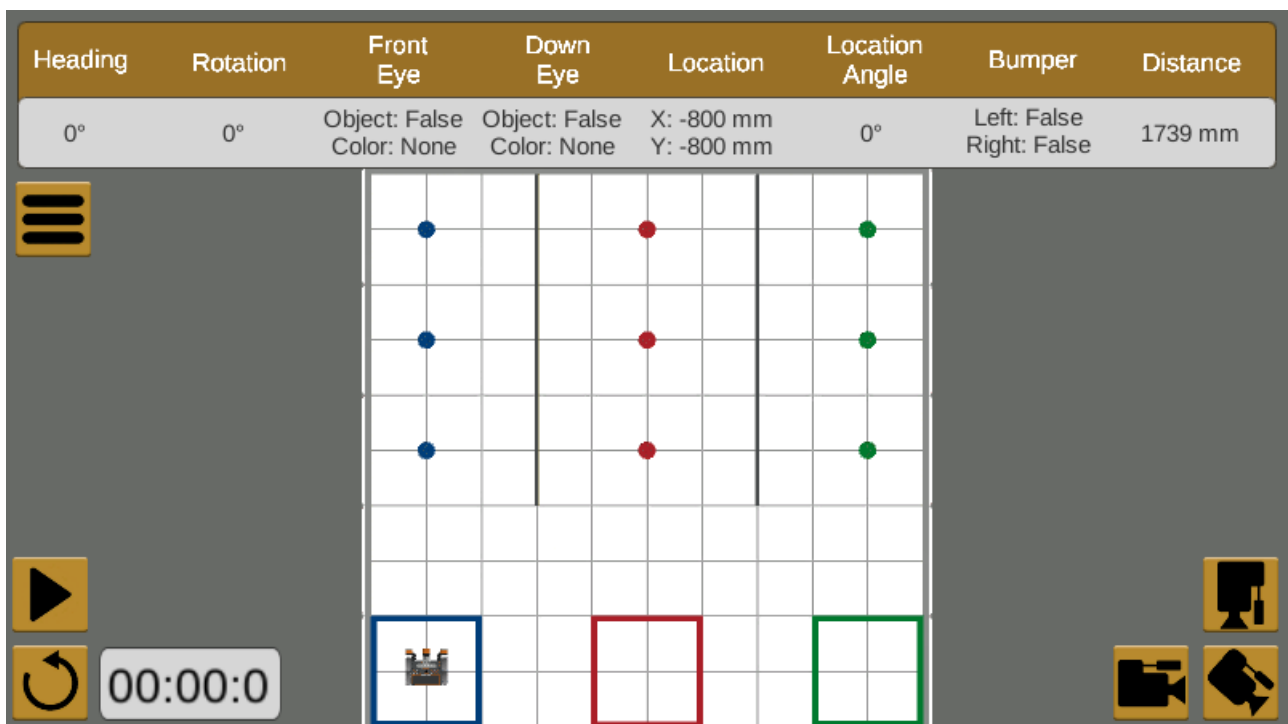 Heading Rotation Front Eye Down Eye Location Location Angle Bumper Distance
0° 0° Object: False Object: False X: -800 mm 0° Left: False 1739 mm
Color: None Color: None Y: -800 mm Right: False
00:00:0